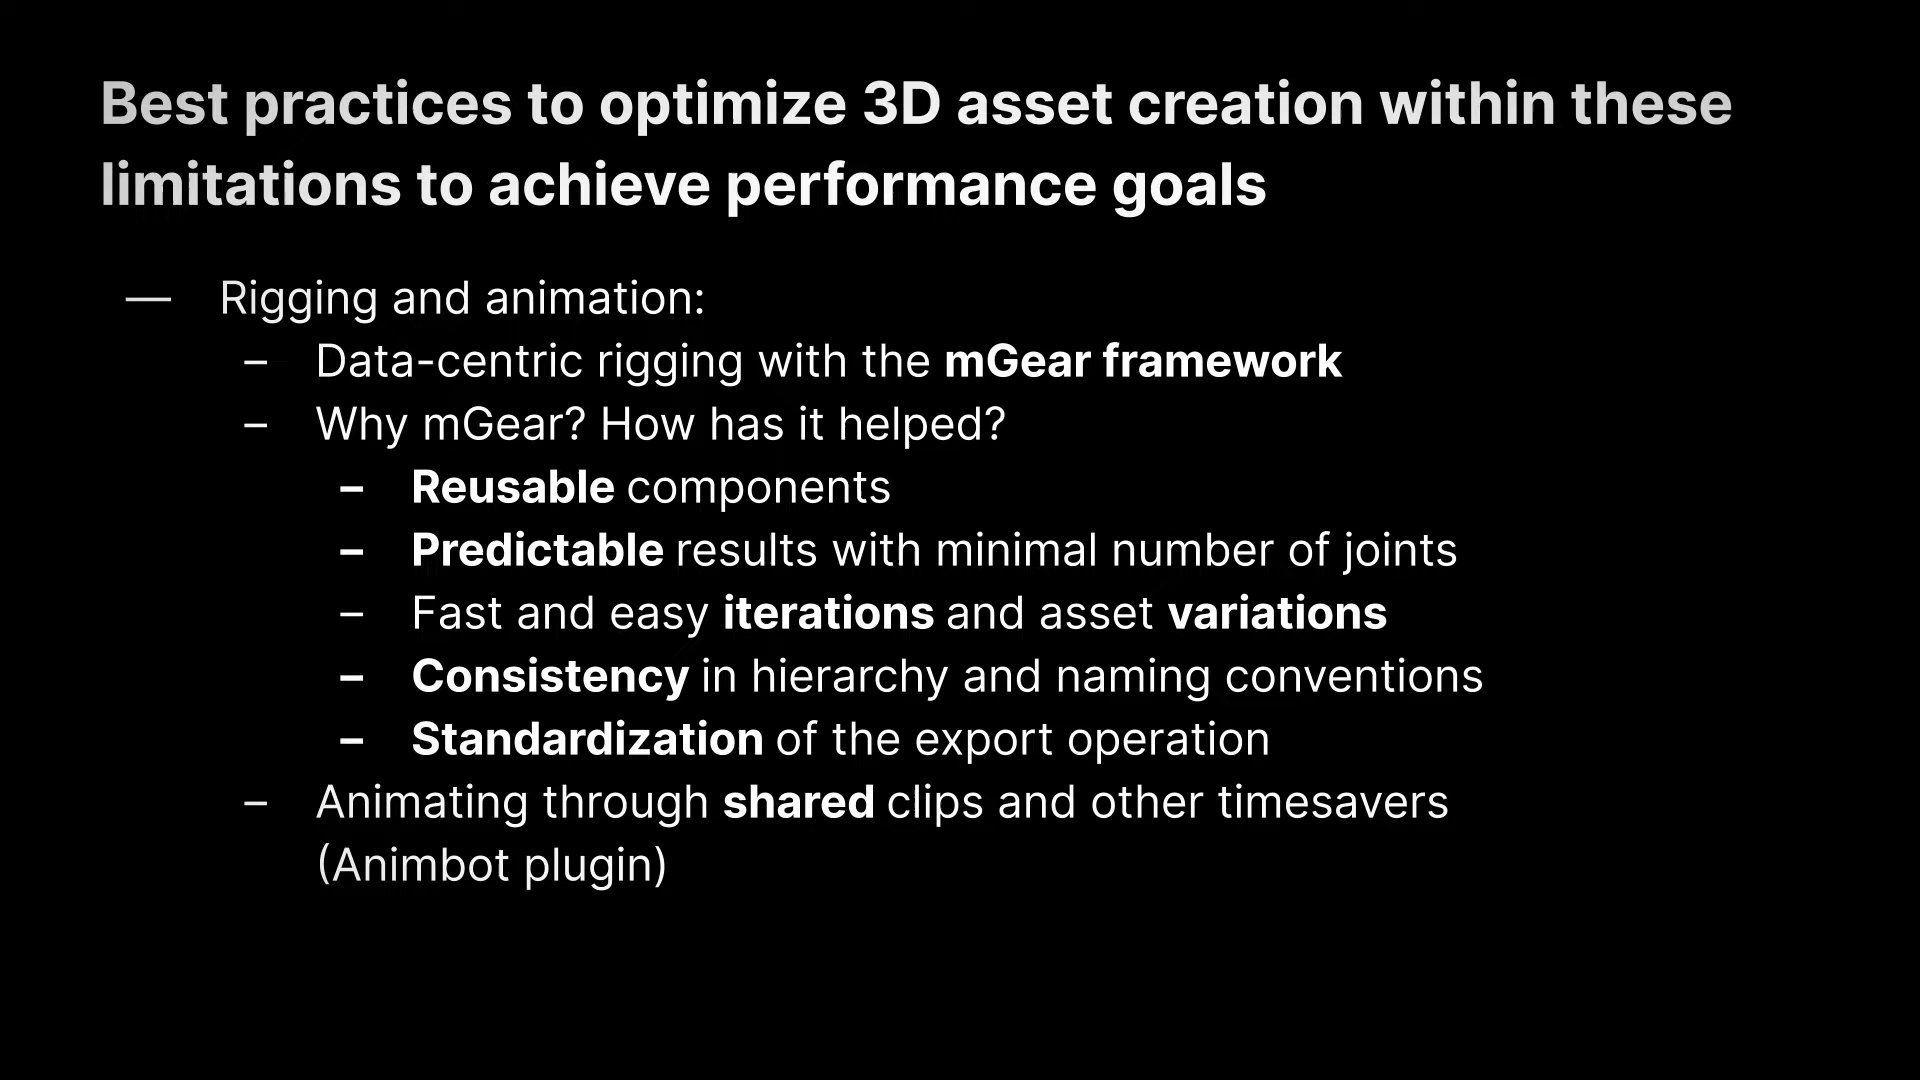 Best practices to optimize 3D asset creation within these
limitations to achieve performance goals
— Rigging and animation:
– Data-centric rigging with the mGear framework
– Why mGear? How has it helped?
– Reusable components
– Predictable results with minimal number of joints
– Fast and easy iterations and asset variations
– Consistency in hierarchy and naming conventions
– Standardization of the export operation
– Animating through shared clips and other timesavers
(Animbot plugin)